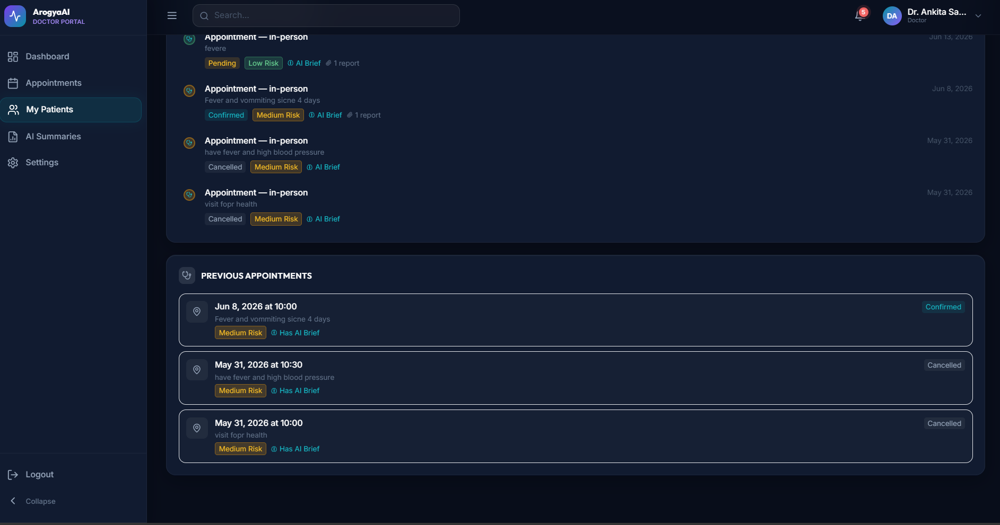 ArogyaAI
DOCTOR PORTAL
Dashboard
Appointments
My Patients
AI Summaries
Settings
Logout
Collapse
Search...
5
DA
Dr. Ankita Sa...
Doctor
Appointment — in-person
Jun 13, 2026
fevere
Pending Low Risk AI Brief 1 report
Appointment — in-person
Jun 8, 2026
Fever and vommiting sicne 4 days
Confirmed Medium Risk AI Brief 1 report
Appointment — in-person
May 31, 2026
have fever and high blood pressure
Cancelled Medium Risk AI Brief
Appointment — in-person
May 31, 2026
visit fopr health
Cancelled Medium Risk AI Brief
PREVIOUS APPOINTMENTS
Jun 8, 2026 at 10:00
Confirmed
Fever and vommiting sicne 4 days
Medium Risk Has AI Brief
May 31, 2026 at 10:30
Cancelled
have fever and high blood pressure
Medium Risk Has AI Brief
May 31, 2026 at 10:00
Cancelled
visit fopr health
Medium Risk Has AI Brief